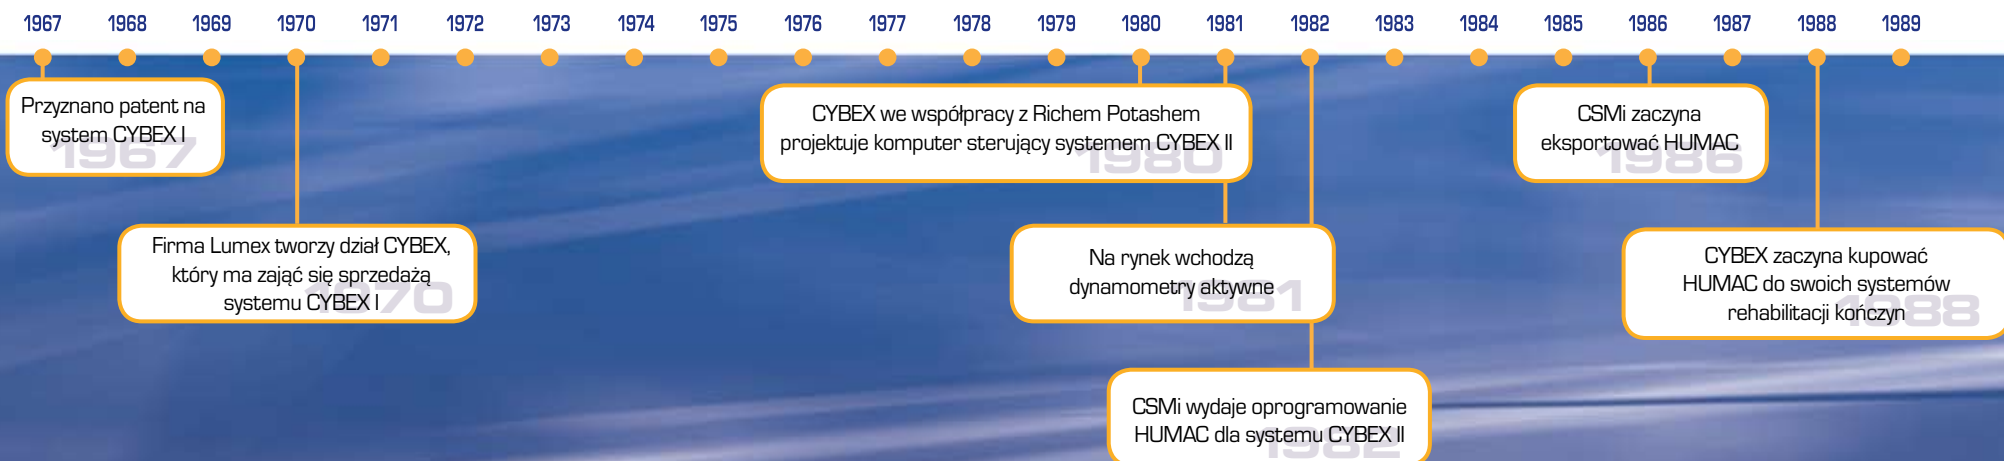 1967 1968 1969 1970 1971 1972 1973 1974 1975 1976 1977 1978 1979 1980 1981 1982 1983 1984 1985 1986 1987 1988 1989
Przyznano patent na
system CYBEX I
1967
Firma Lumex tworzy dział CYBEX,
który ma zająć się sprzedażą
systemu CYBEX I
1970
CYBEX we współpracy z Richem Potashem
projektuje komputer sterujący systemem CYBEX II
1980
Na rynek wchodzą
dynamometry aktywne
1981
CSMi wydaje oprogramowanie
HUMAC dla systemu CYBEX II
1982
CSMi zaczyna
eksportować HUMAC
1986
CYBEX zaczyna kupować
HUMAC do swoich systemów
rehabilitacji kończyn
1988